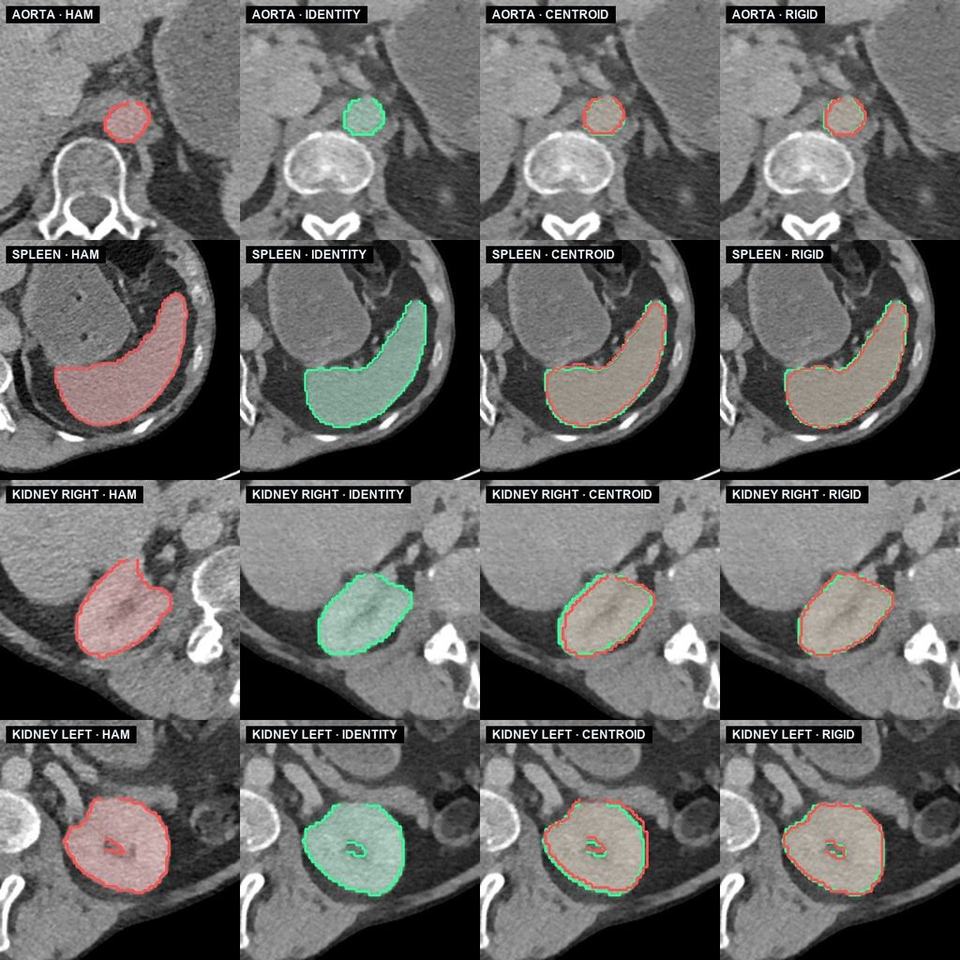 AORTA · HAM
AORTA · IDENTITY
AORTA · CENTROID
AORTA · RIGID
SPLEEN · HAM
SPLEEN · IDENTITY
SPLEEN · CENTROID
SPLEEN · RIGID
KIDNEY RIGHT · HAM
KIDNEY RIGHT · IDENTITY
KIDNEY RIGHT · CENTROID
KIDNEY RIGHT · RIGID
KIDNEY LEFT · HAM
KIDNEY LEFT · IDENTITY
KIDNEY LEFT · CENTROID
KIDNEY LEFT · RIGID